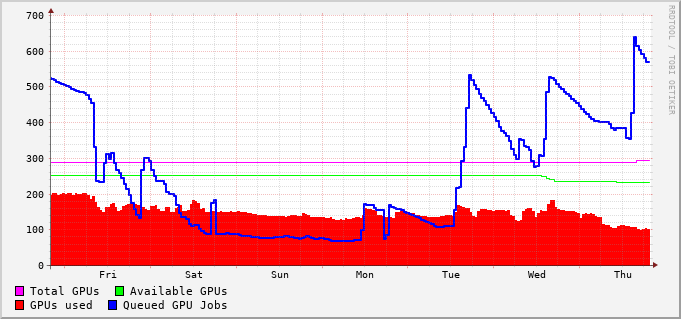 700
600
500
400
300
200
100
0
Fri Sat Sun Mon Tue Wed Thu
Total GPUs Available GPUs
GPUs used Queued GPU Jobs
RRDTOOL / TOBI OETIKER